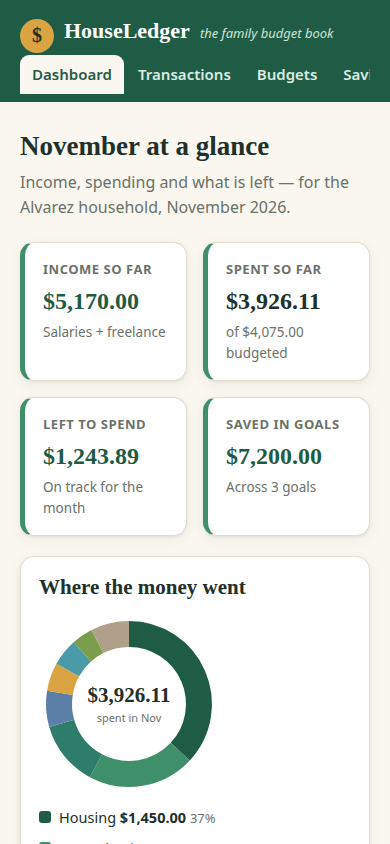 $
HouseLedger the family budget book
Dashboard Transactions Budgets Savi
November at a glance
Income, spending and what is left — for the
Alvarez household, November 2026.
INCOME SO FAR
$5,170.00
Salaries + freelance
SPENT SO FAR
$3,926.11
of $4,075.00
budgeted
LEFT TO SPEND
$1,243.89
On track for the
month
SAVED IN GOALS
$7,200.00
Across 3 goals
Where the money went
$3,926.11
spent in Nov
Housing $1,450.00 37%